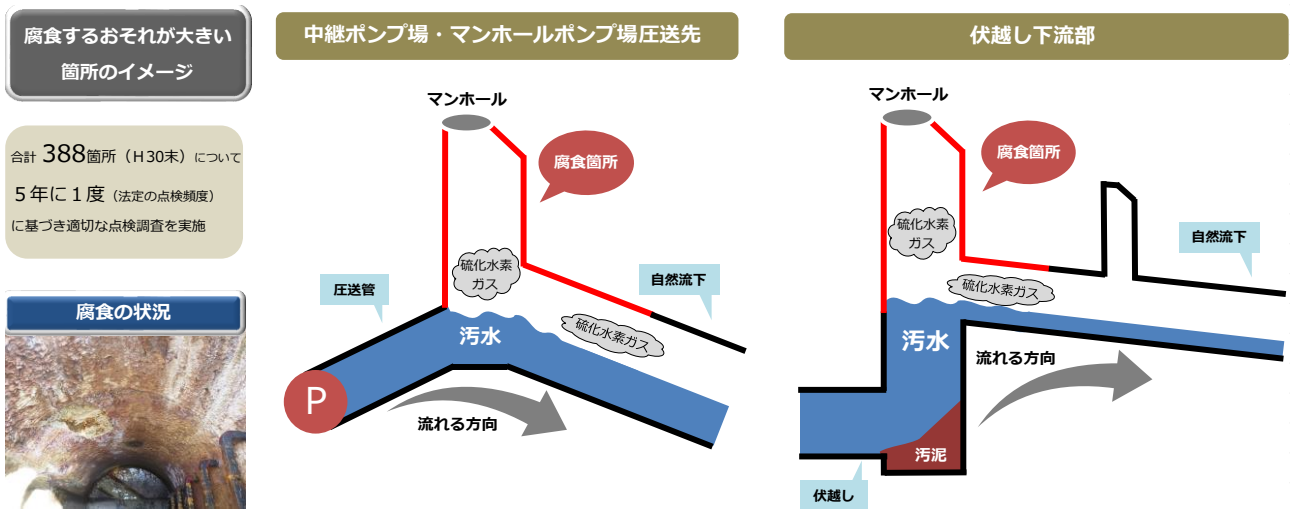 腐食するおそれが大きい
箇所のイメージ
合計 388箇所（H30末）について
5年に1度（法定の点検頻度）
に基づき適切な点検調査を実施
腐食の状況
中継ポンプ場・マンホールポンプ場圧送先
マンホール
腐食箇所
硫化水素
ガス
圧送管
自然流下
硫化水素ガス
汚水
P
流れる方向
伏越し下流部
マンホール
腐食箇所
硫化水素
ガス
自然流下
硫化水素ガス
汚水
流れる方向
汚泥
伏越し